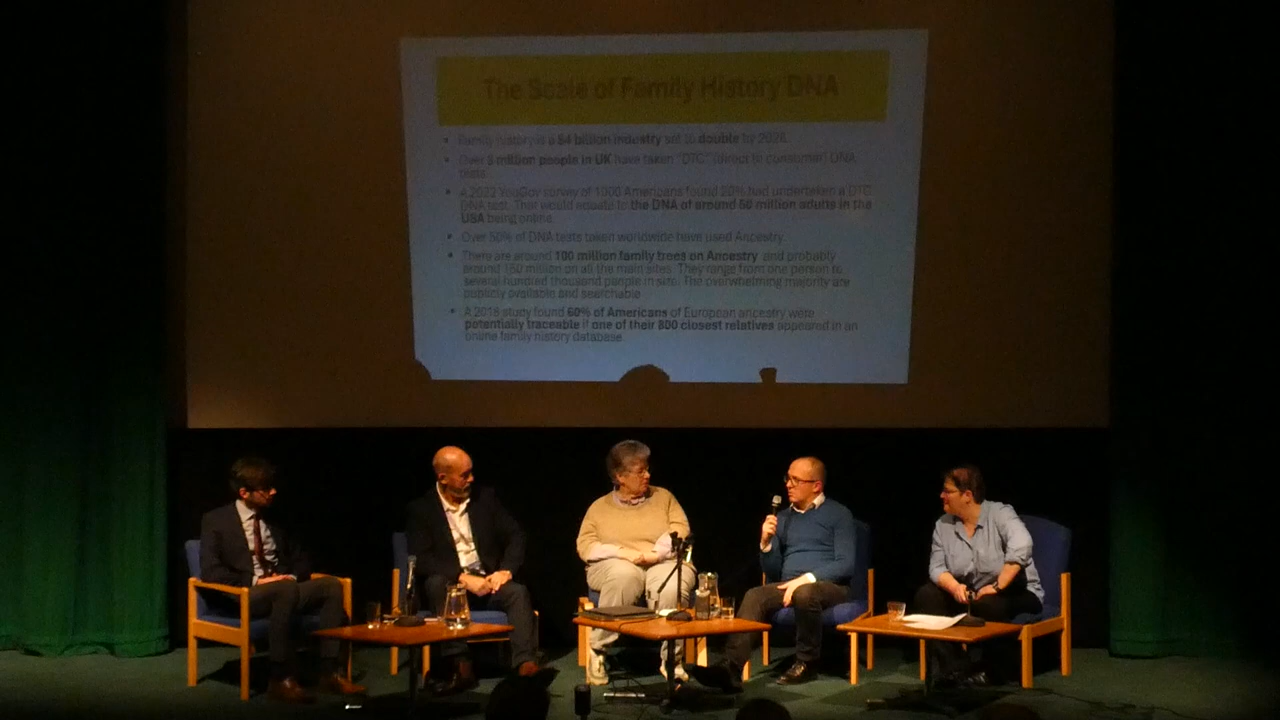 The Scale of Family History DNA
• Family history is a $4 billion industry set to double by
• Over 3 million people in UK have taken "DTC" (direct to consumer) DNA
tests.
• A 2022 YouGov survey of 1000 Americans found 20% had undertaken a DTC
DNA test. That would equate to the DNA of around 50 million adults in the
USA being online.
• Over 50% of DNA tests taken worldwide have used Ancestry.
• There are around 100 million family trees on Ancestry and probably
around 150 million on all the main sites. They range from one person to
several hundred thousand people in size. The overwhelming majority are
publicly available and searchable.
• A 2018 study found 60% of Americans of European ancestry were
potentially traceable if one of their 800 closest relatives appeared in an
online family history database.